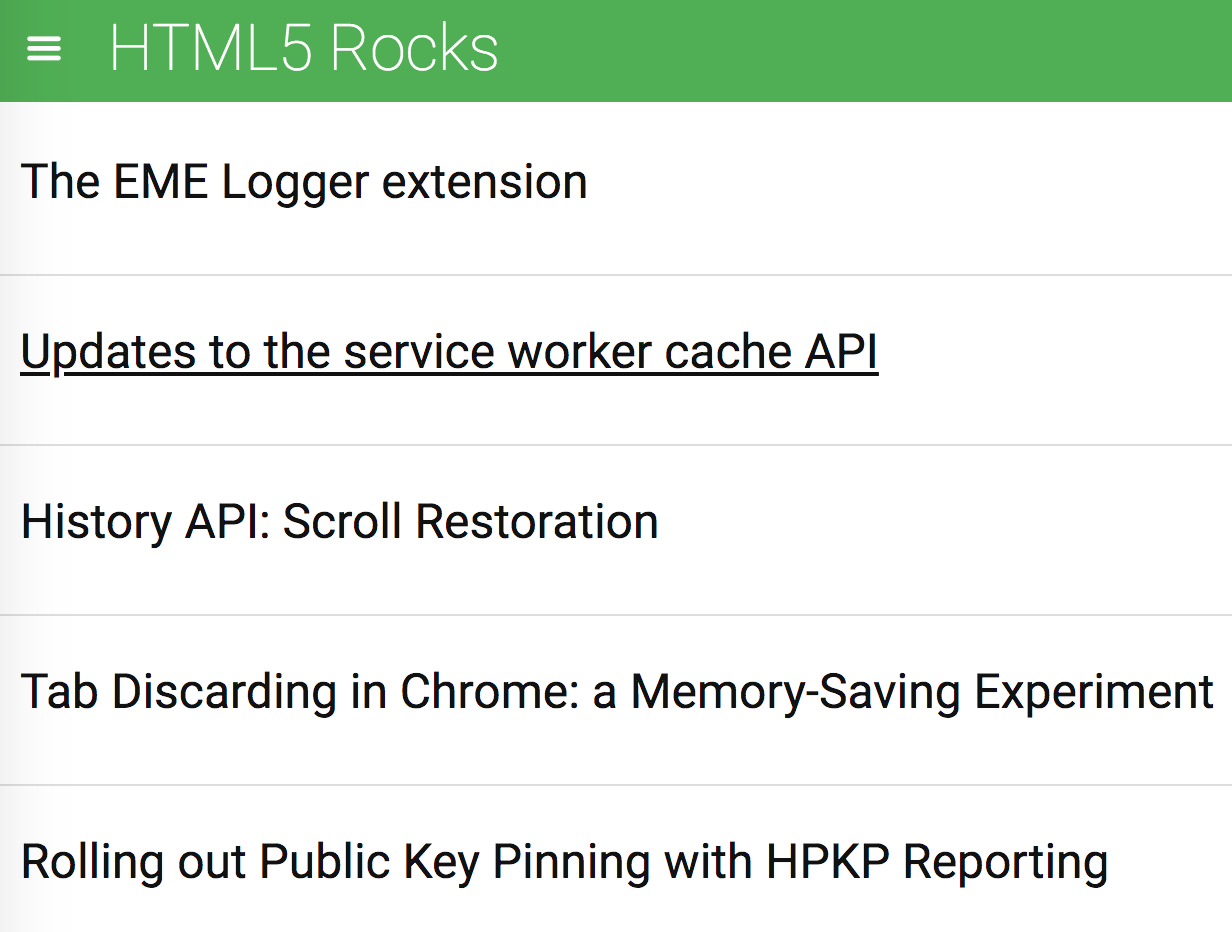 HTML5 Rocks
The EME Logger extension
Updates to the service worker cache API
History API: Scroll Restoration
Tab Discarding in Chrome: a Memory-Saving Experiment
Rolling out Public Key Pinning with HPKP Reporting